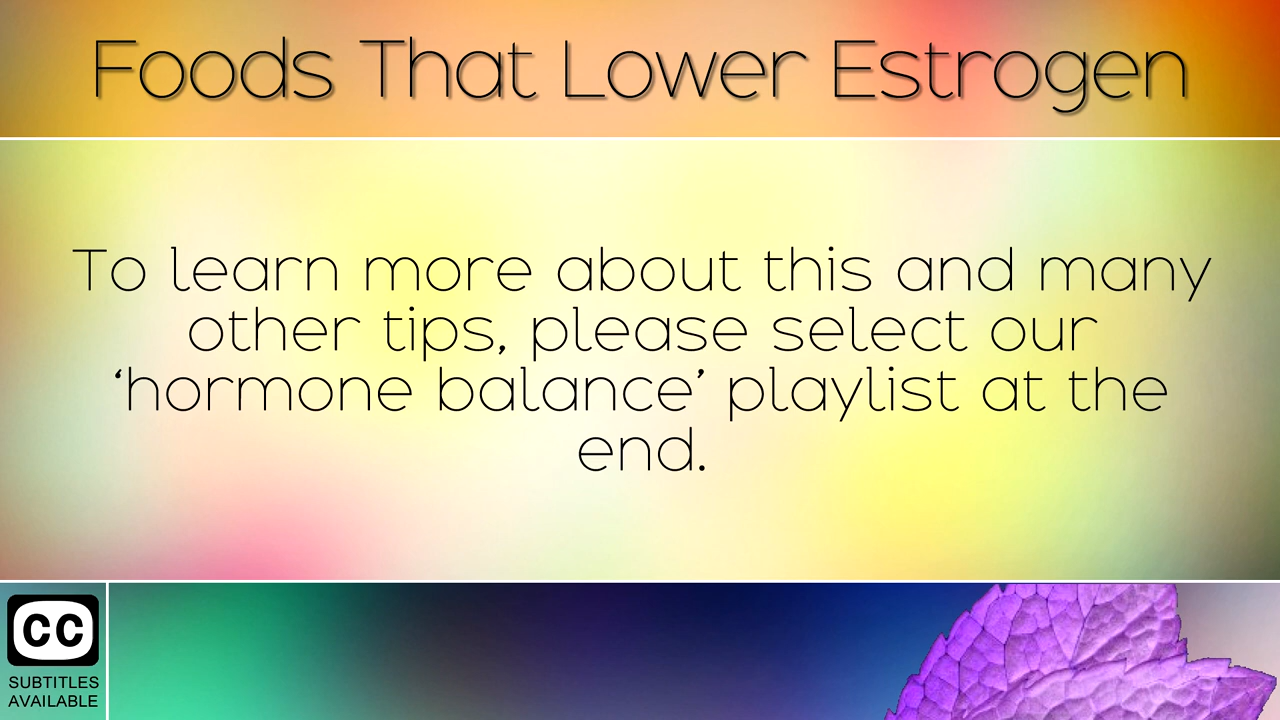 Foods That Lower Estrogen
To learn more about this and many
other tips, please select our
‘hormone balance’ playlist at the
end.
CC
SUBTITLES
AVAILABLE